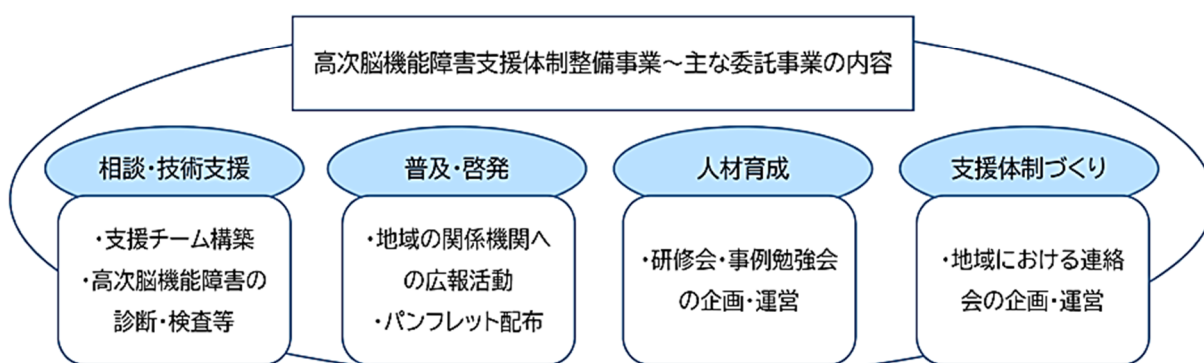 高次脳機能障害支援体制整備事業～主な委託事業の内容
相談・技術支援
・支援チーム構築
・高次脳機能障害の
診断・検査等
普及・啓発
・地域の関係機関へ
の広報活動
・パンフレット配布
人材育成
・研修会・事例勉強会
の企画・運営
支援体制づくり
・地域における連絡
会の企画・運営